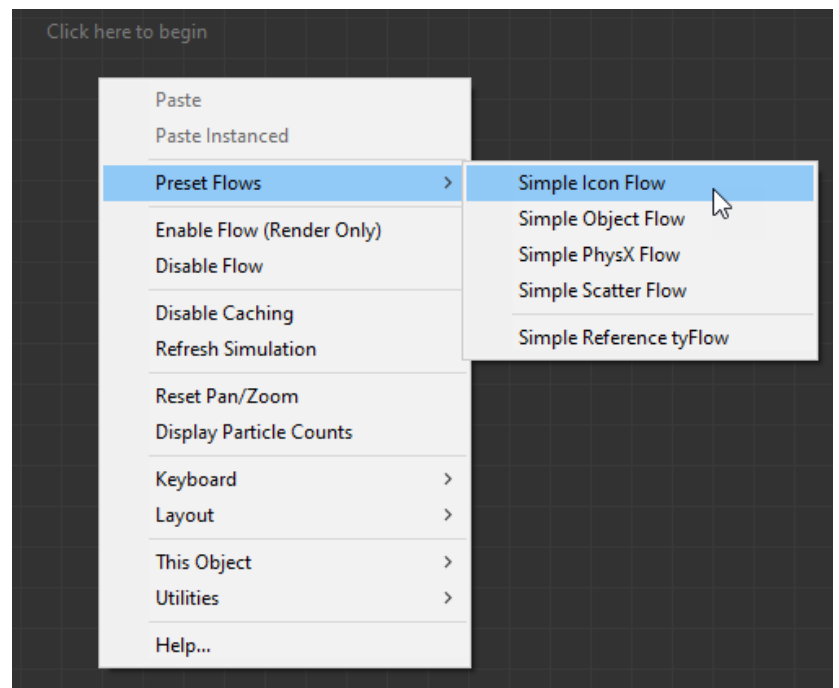 Click here to begin
Paste
Paste Instanced
Preset Flows
Enable Flow (Render Only)
Disable Flow
Disable Caching
Refresh Simulation
Reset Pan/Zoom
Display Particle Counts
Keyboard
Layout
This Object
Utilities
Help...
Simple Icon Flow
Simple Object Flow
Simple PhysX Flow
Simple Scatter Flow
Simple Reference tyFlow